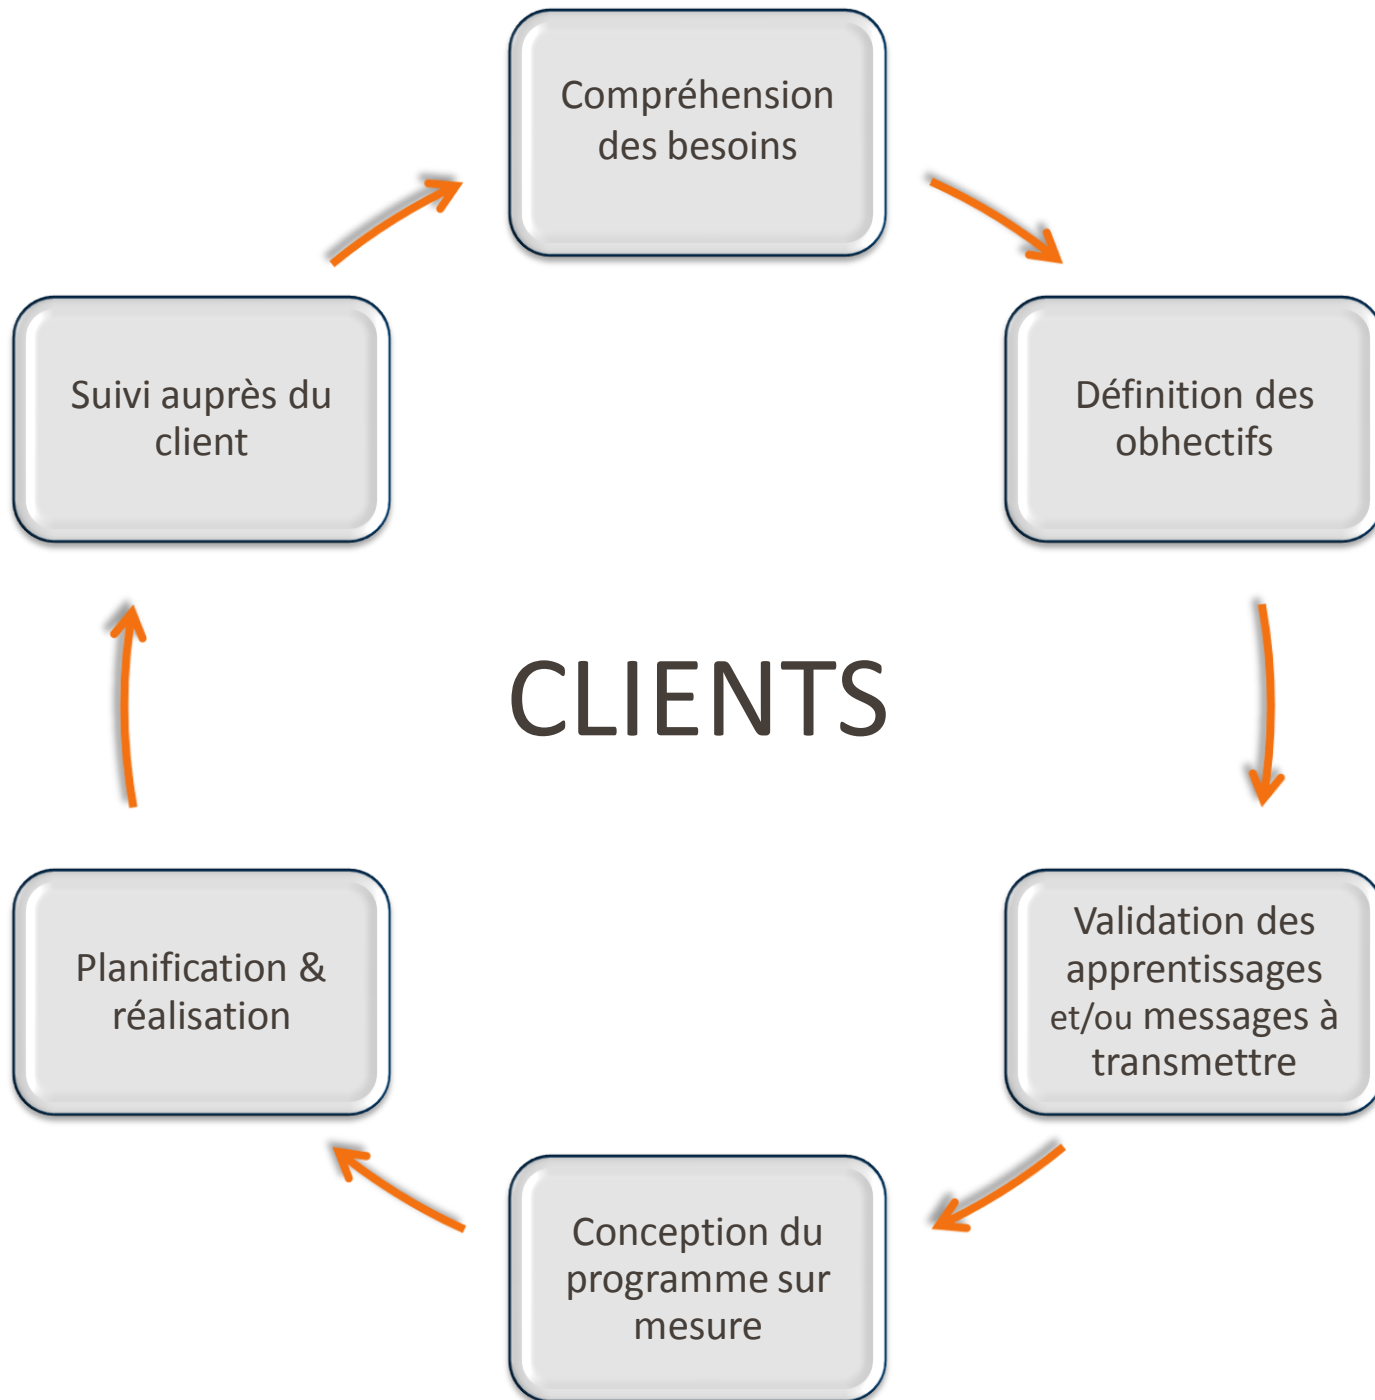 Compréhension
des besoins
Définition des
obhectifs
Validation des
apprentissages
et/ou messages à
transmettre
Conception du
programme sur
mesure
Planification &
réalisation
Suivi auprès du
client
CLIENTS